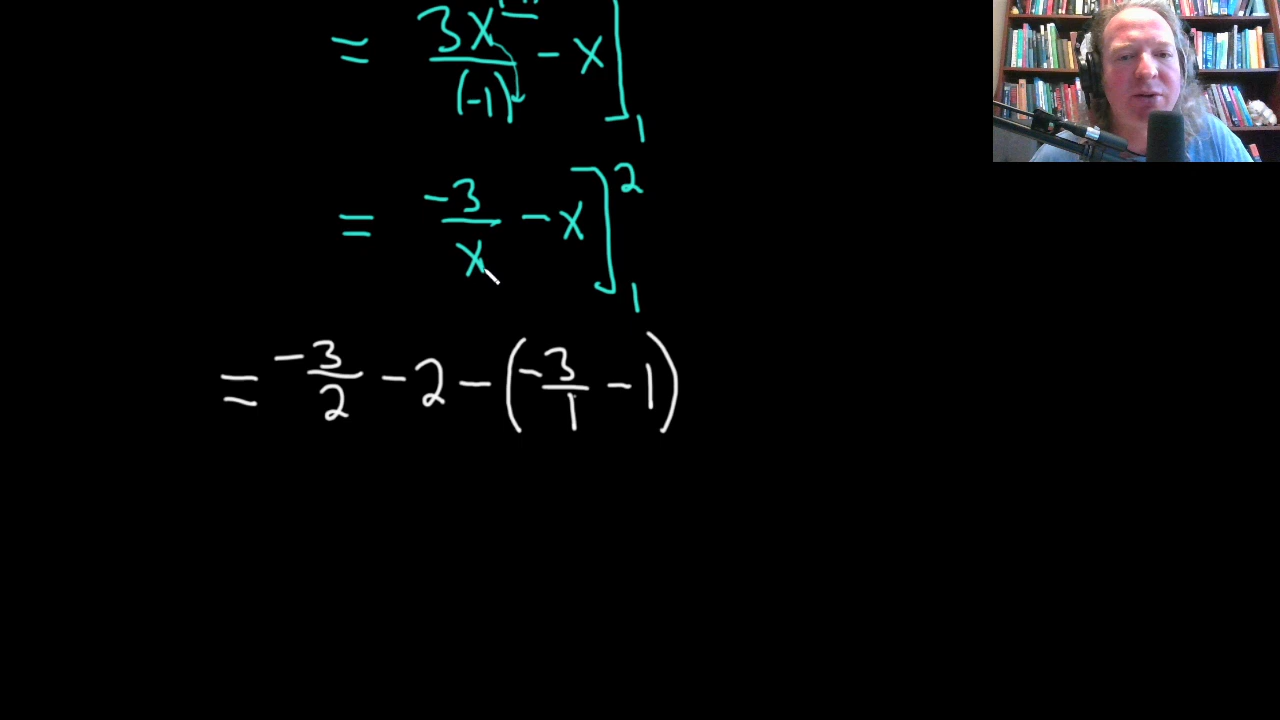 = 3x/(-1) - x]₁
= -3/x - x]₁²
= -3/2 - 2 - (-3/1 - 1)